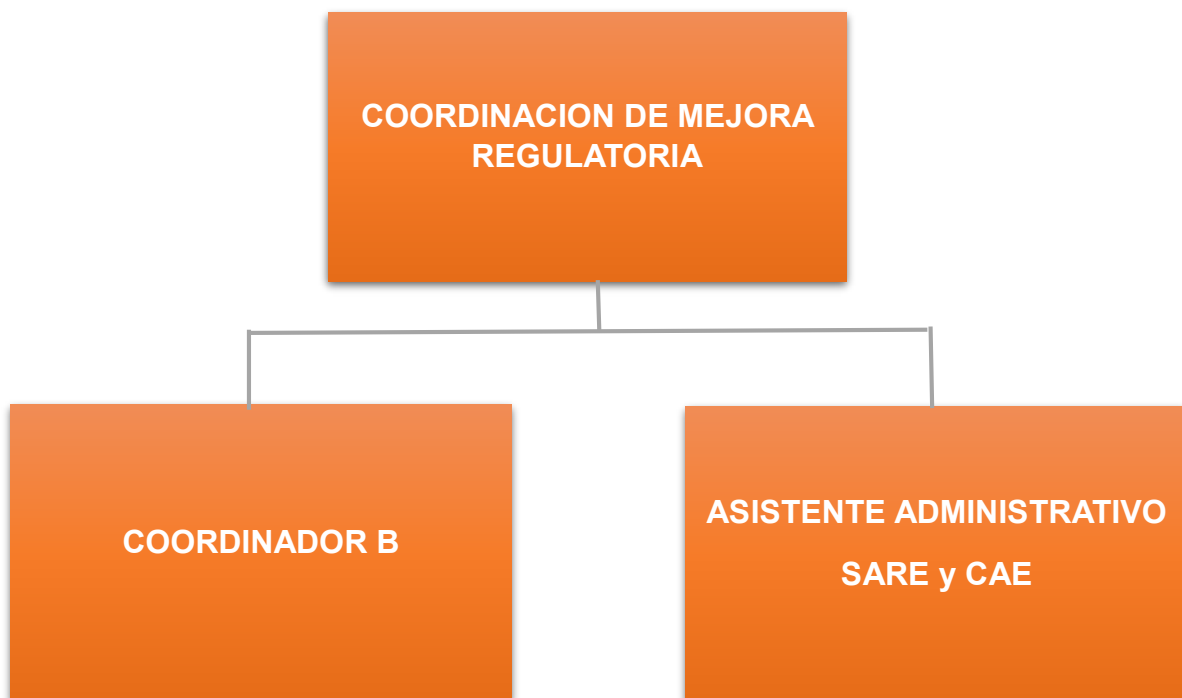 COORDINACION DE MEJORA
REGULATORIA
COORDINADOR B
ASISTENTE ADMINISTRATIVO
SARE y CAE